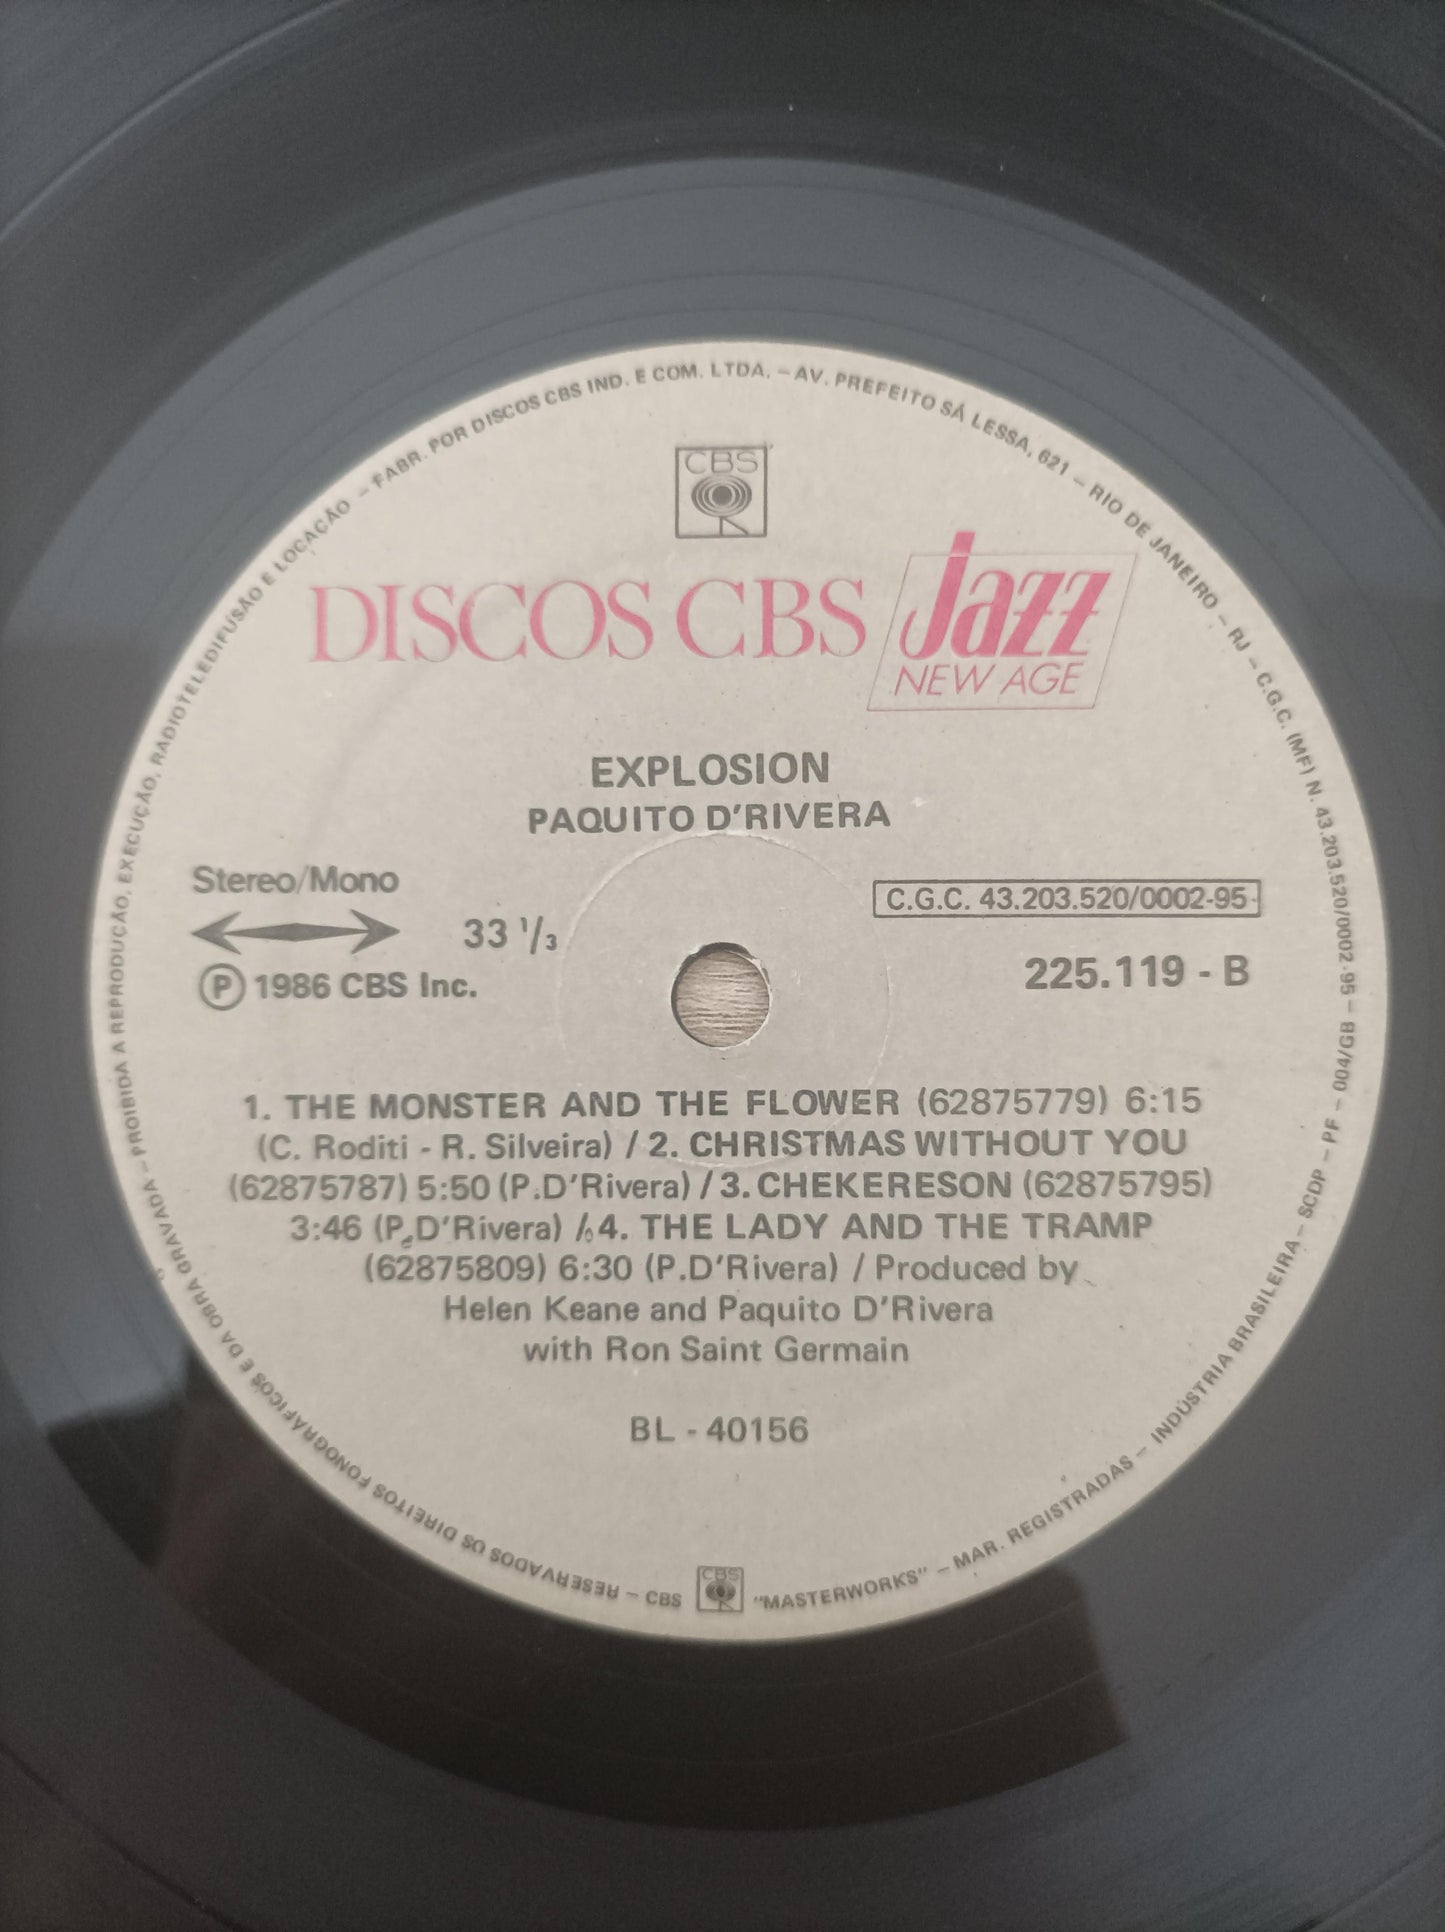 RESERVADOS OS DIREITOS FONOGRÁFICOS E DA OBRA GRAVADA – PROIBIDA A REPRODUÇÃO, EXECUÇÃO, RADIOTELEDIFUSÃO E LOCAÇÃO – FABR. POR DISCOS CBS IND. E COM. LTDA. – AV. PREFEITO SÁ LESSA, 621 – RIO DE JANEIRO – RJ – C.G.C. (MF) N. 43.203.520/0002-95 – 004/GB – PF – SCDP – INDÚSTRIA BRASILEIRA – MAR. REGISTRADAS – "MASTERWORKS" CBS – CBS
CBS
DISCOS CBS Jazz
NEW AGE
EXPLOSION
PAQUITO D'RIVERA
Stereo/Mono
C.G.C. 43.203.520/0002-95
33 1/3
℗ 1986 CBS Inc.
225.119 - B
1. THE MONSTER AND THE FLOWER (62875779) 6:15
(C. Roditi - R. Silveira) / 2. CHRISTMAS WITHOUT YOU
(62875787) 5:50 (P.D'Rivera) / 3. CHEKERESON (62875795)
3:46 (P.D'Rivera) / 4. THE LADY AND THE TRAMP
(62875809) 6:30 (P.D'Rivera) / Produced by
Helen Keane and Paquito D'Rivera
with Ron Saint Germain
BL - 40156